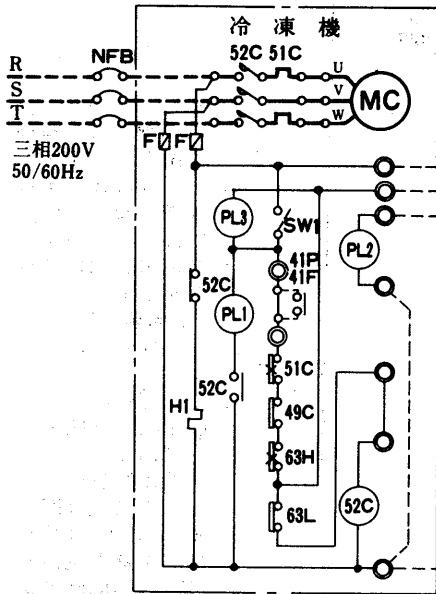 冷凍機
NFB
52C 51C
R
S
T
U
V
W
MC
三相200V
50/60Hz
F
F
PL3
SW1
PL2
41P
41F
52C
PL1
51C
52C
49C
H1
63H
52C
63L